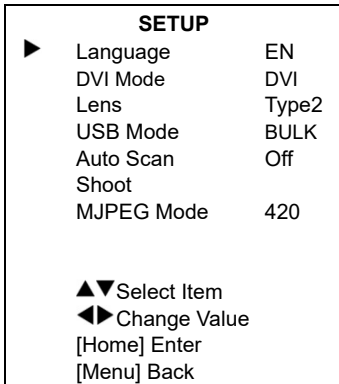 SETUP
▶ Language EN
DVI Mode DVI
Lens Type2
USB Mode BULK
Auto Scan Off
Shoot
MJPEG Mode 420
▲▼Select Item
◀▶Change Value
[Home] Enter
[Menu] Back